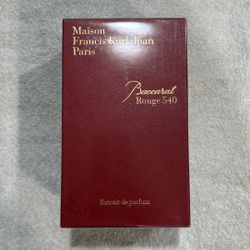 Maison
Francis Kurkdjian
Paris
Baccarat
Rouge 540
Extrait de parfum